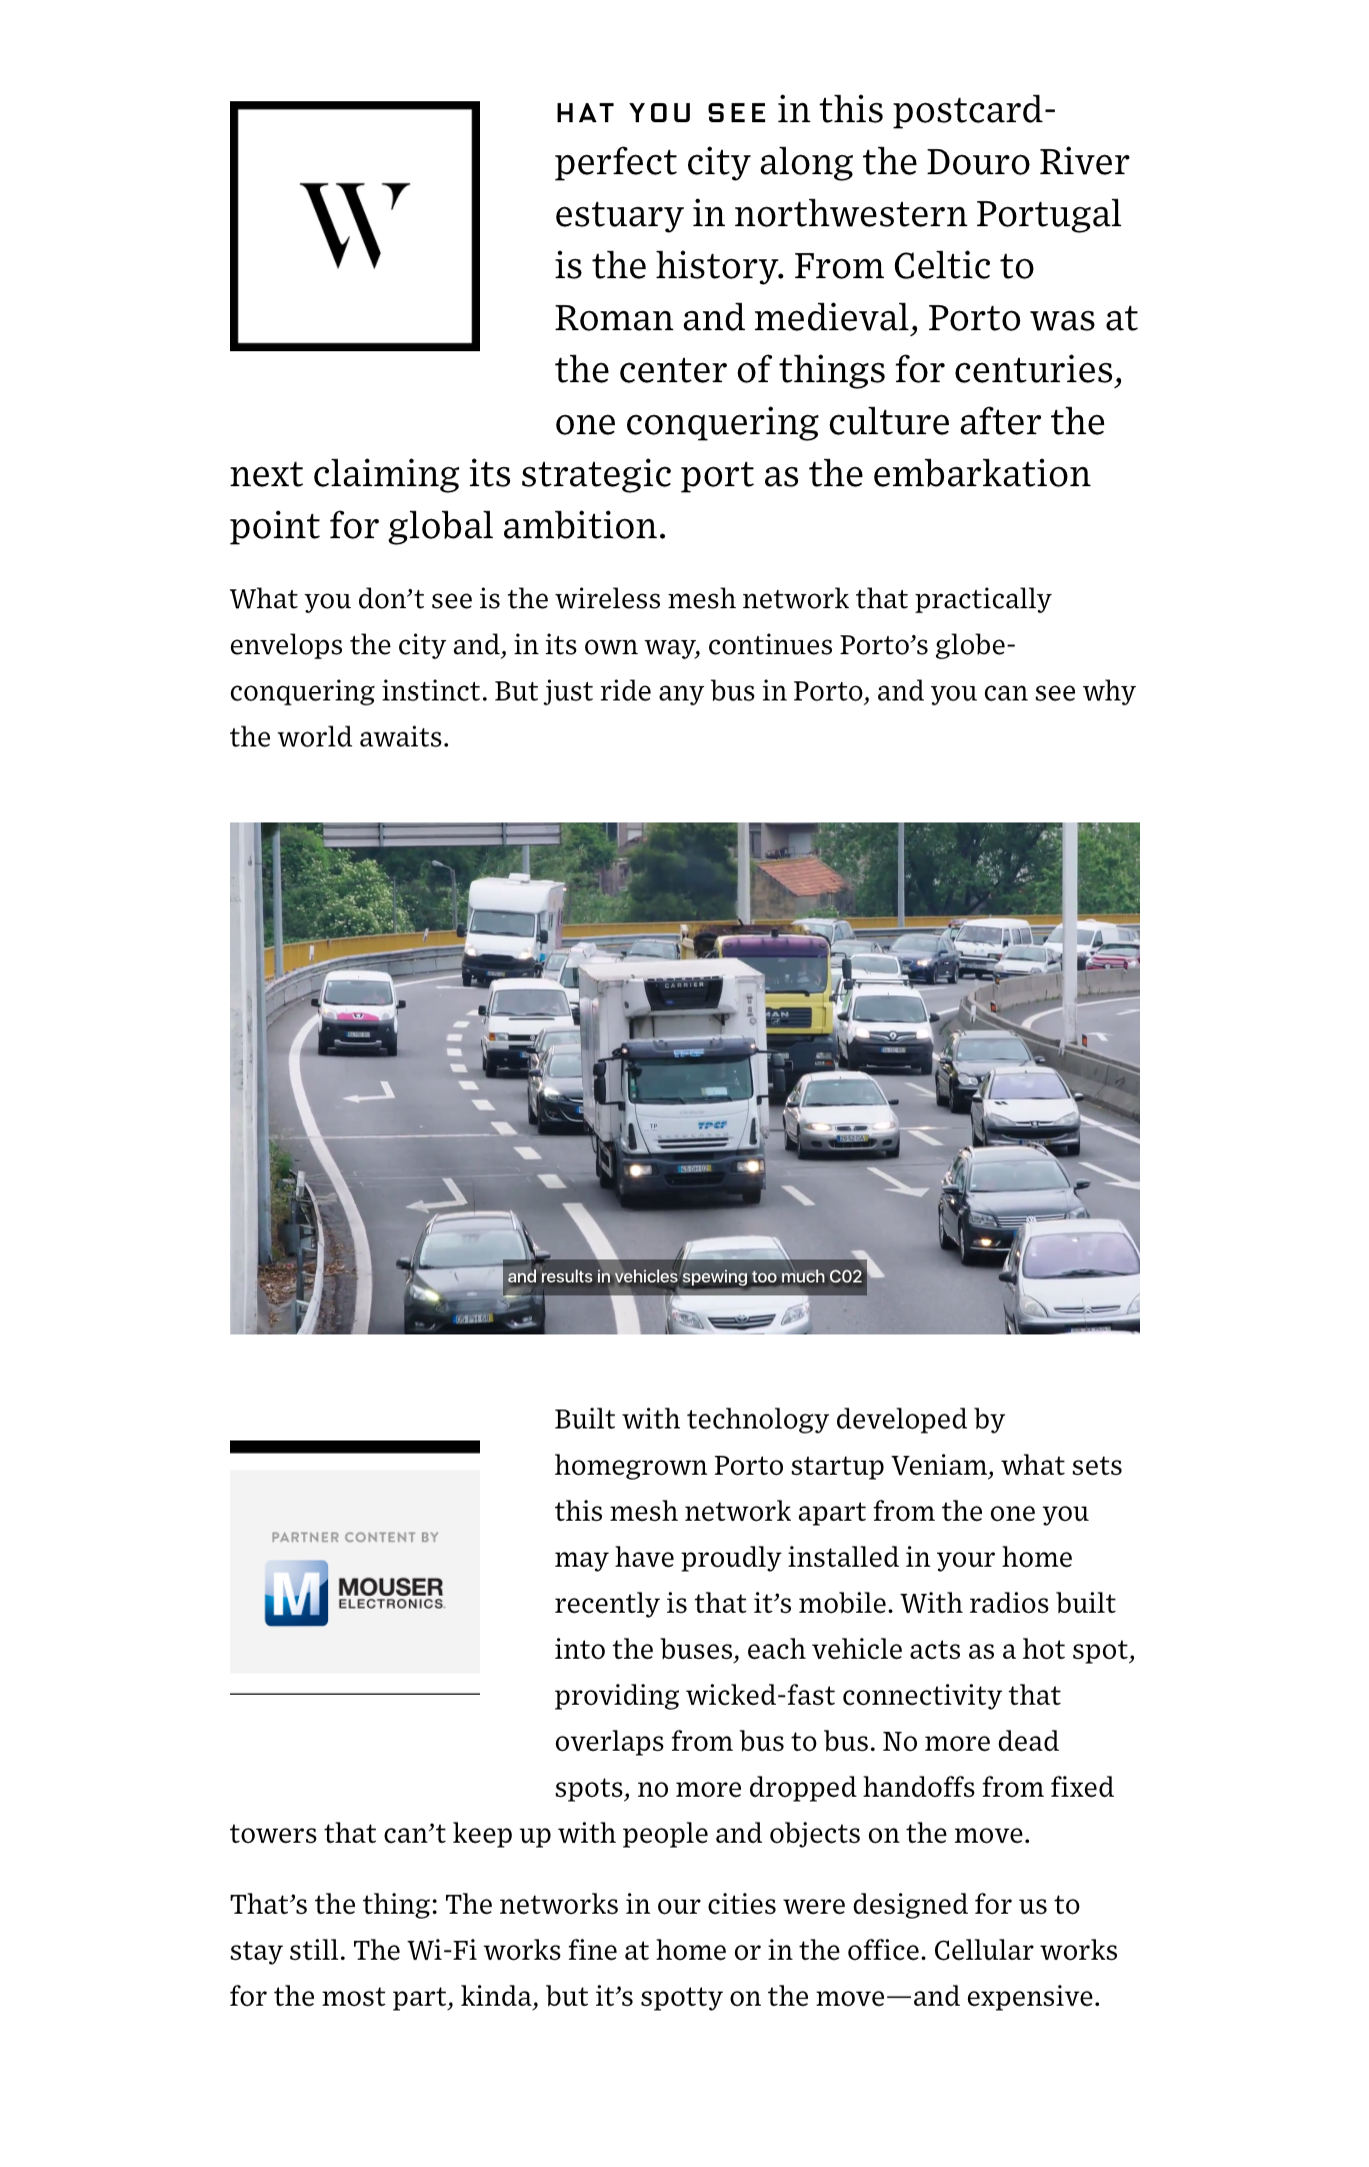 W
HAT YOU SEE in this postcard-
perfect city along the Douro River
estuary in northwestern Portugal
is the history. From Celtic to
Roman and medieval, Porto was at
the center of things for centuries,
one conquering culture after the
next claiming its strategic port as the embarkation
point for global ambition.
What you don’t see is the wireless mesh network that practically
envelops the city and, in its own way, continues Porto’s globe-
conquering instinct. But just ride any bus in Porto, and you can see why
the world awaits.
CARRIER
MAN
TP
and results in vehicles spewing too much C02
PARTNER CONTENT BY
M MOUSER
ELECTRONICS
Built with technology developed by
homegrown Porto startup Veniam, what sets
this mesh network apart from the one you
may have proudly installed in your home
recently is that it’s mobile. With radios built
into the buses, each vehicle acts as a hot spot,
providing wicked-fast connectivity that
overlaps from bus to bus. No more dead
spots, no more dropped handoffs from fixed
towers that can’t keep up with people and objects on the move.
That’s the thing: The networks in our cities were designed for us to
stay still. The Wi-Fi works fine at home or in the office. Cellular works
for the most part, kinda, but it’s spotty on the move—and expensive.